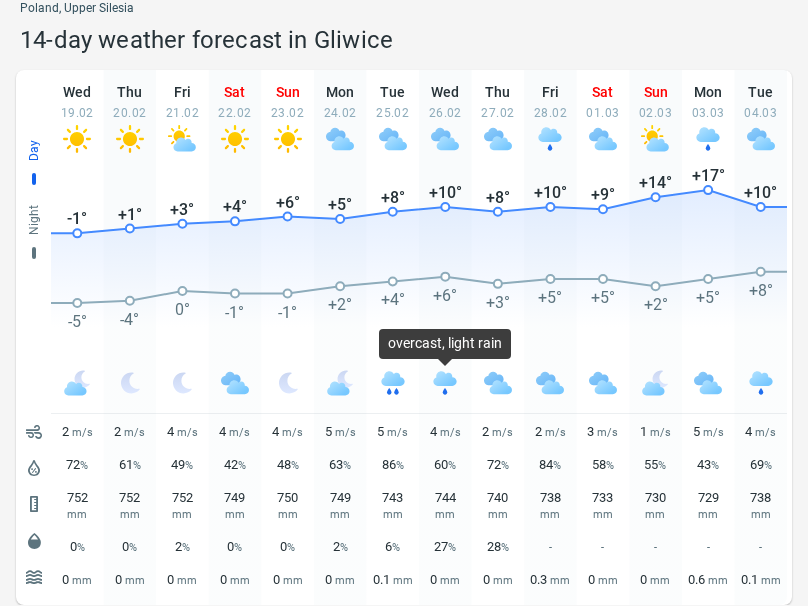 Poland, Upper Silesia
14-day weather forecast in Gliwice
Wed Thu Fri Sat Sun Mon Tue Wed Thu Fri Sat Sun Mon Tue
19.02 20.02 21.02 22.02 23.02 24.02 25.02 26.02 27.02 28.02 01.03 02.03 03.03 04.03
Day
-1° +1° +3° +4° +6° +5° +8° +10° +8° +10° +9° +14° +17° +10°
Night
-5° -4° 0° -1° -1° +2° +4° +6° +3° +5° +5° +2° +5° +8°
overcast, light rain
2 m/s 2 m/s 4 m/s 4 m/s 4 m/s 5 m/s 5 m/s 4 m/s 2 m/s 2 m/s 3 m/s 1 m/s 5 m/s 4 m/s
72% 61% 49% 42% 48% 63% 86% 60% 72% 84% 58% 55% 43% 69%
752 752 752 749 750 749 743 744 740 738 733 730 729 738
mm mm mm mm mm mm mm mm mm mm mm mm mm mm
0% 0% 2% 0% 0% 2% 6% 27% 28% - - - - -
0 mm 0 mm 0 mm 0 mm 0 mm 0 mm 0.1 mm 0 mm 0 mm 0.3 mm 0 mm 0 mm 0.6 mm 0.1 mm